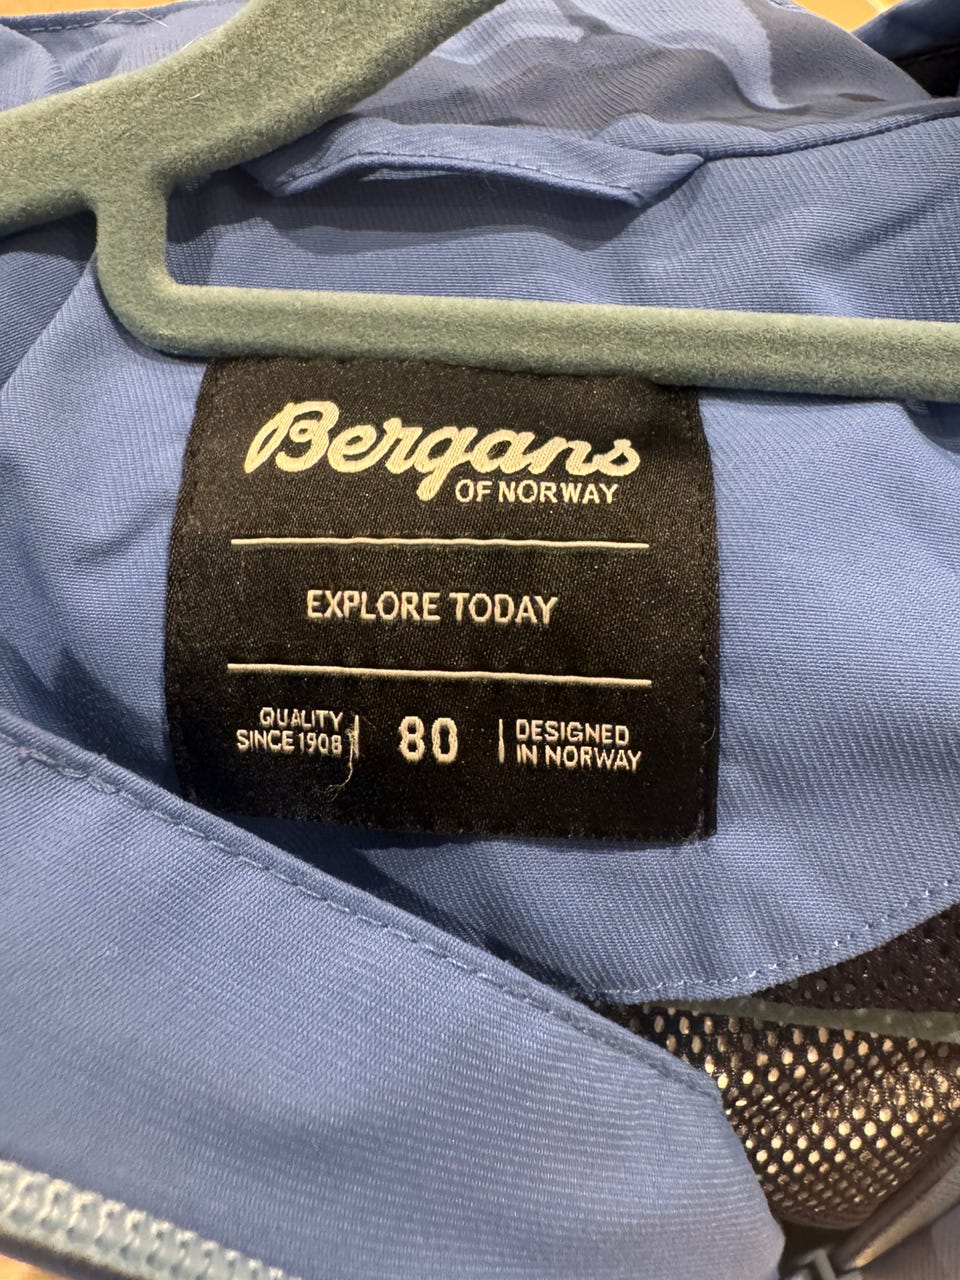 Bergans
OF NORWAY
EXPLORE TODAY
QUALITY
SINCE 1908
80
DESIGNED
IN NORWAY